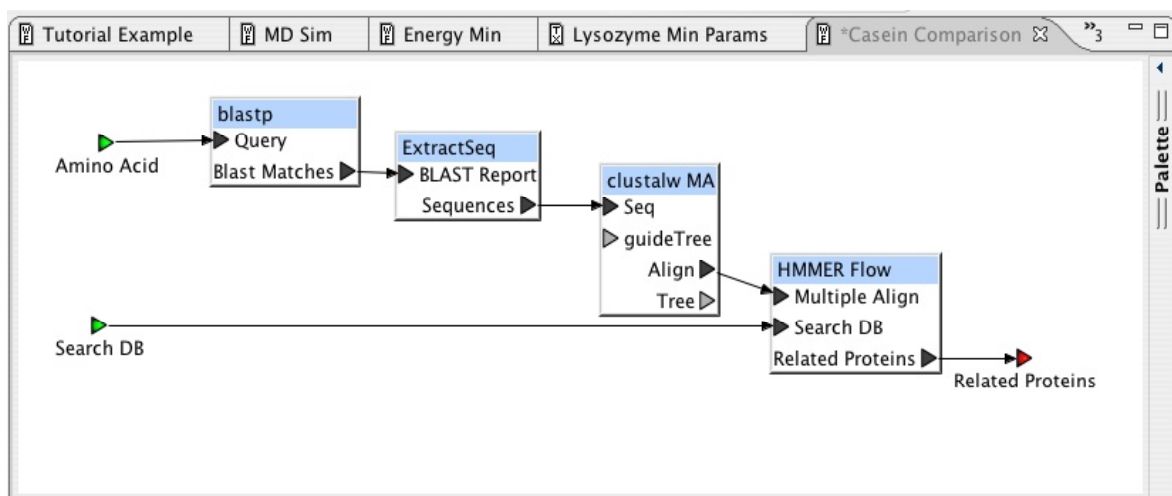 Tutorial Example
MD Sim
Energy Min
Lysozyme Min Params
*Casein Comparison
»3
Palette
blastp
Query
Blast Matches
Amino Acid
ExtractSeq
BLAST Report
Sequences
clustalw MA
Seq
guideTree
Align
Tree
HMMER Flow
Multiple Align
Search DB
Related Proteins
Search DB
Related Proteins